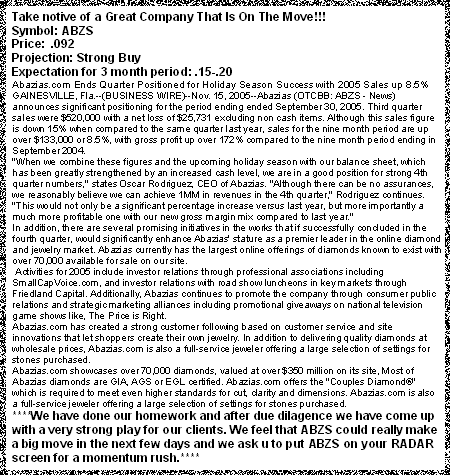 Take notive of a Great Company That Is On The Move!!!
Symbol: ABZS
Price: .092
Projection: Strong Buy
Expectation for 3 month period: .15-.20
Abazias.com Ends Quarter Positioned for Holiday Season Success with 2005 Sales up 8.5%
GAINESVILLE, Fla.--(BUSINESS WIRE)--Nov. 15, 2005--Abazias (OTCBB: ABZS - News)
announces significant positioning for the period ending ended September 30, 2005. Third quarter
sales were $520,000 with a net loss of $25,731 excluding non cash items. Although this sales figure
is down 15% when compared to the same quarter last year, sales for the nine month period are up
over $133,000 or 8.5%, with gross profit up over 172% compared to the nine month period ending in
September 2004.
"When we combine these figures and the upcoming holiday season with our balance sheet, which
has been greatly strengthened by an increased cash level, we are in a good position for strong 4th
quarter numbers," states Oscar Rodriguez, CEO of Abazias. "Although there can be no assurances,
we reasonably believe we can achieve 1MM in revenues in the 4th quarter," Rodriguez continues.
"This would not only be a significant percentage increase versus last year, but more importantly a
much more profitable one with our new gross margin mix compared to last year."
In addition, there are several promising initiatives in the works that if successfully concluded in the
fourth quarter, would significantly enhance Abazias' stature as a premier leader in the online diamond
and jewelry market. Abazias currently has the largest online offerings of diamonds known to exist with
over 70,000 available for sale on our site.
Activities for 2005 include investor relations through professional associations including
SmallCapVoice.com, and investor relations with road show luncheons in key markets through
Friedland Capital. Additionally, Abazias continues to promote the company through consumer public
relations and strategic marketing alliances including promotional giveaways on national television
game shows like, The Price is Right.
Abazias.com has created a strong customer following based on customer service and site
innovations that let shoppers create their own jewelry. In addition to delivering quality diamonds at
wholesale prices, Abazias.com is also a full-service jeweler offering a large selection of settings for
stones purchased.
Abazias.com showcases over 70,000 diamonds, valued at over $350 million on its site, Most of
Abazias diamonds are GIA, AGS or EGL certified. Abazias.com offers the "Couples Diamond®"
which is required to meet even higher standards for cut, clarity and dimensions. Abazias.com is also
a full-service jeweler offering a large selection of settings for stones purchased.
****We have done our homework and after due dilagence we have come up
with a very strong play for our clients. We feel that ABZS could really make
a big move in the next few days and we ask u to put ABZS on your RADAR
screen for a momentum rush.****